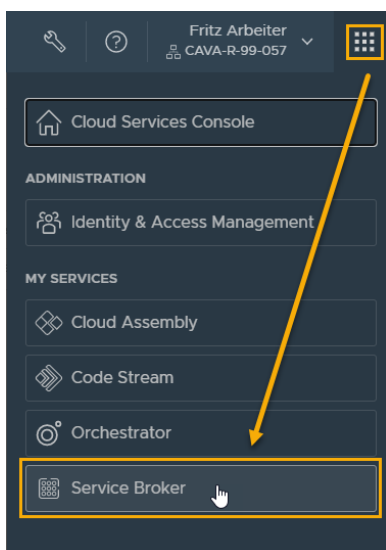 Fritz Arbeiter
CAVA-R-99-057
Cloud Services Console
ADMINISTRATION
Identity & Access Management
MY SERVICES
Cloud Assembly
Code Stream
Orchestrator
Service Broker